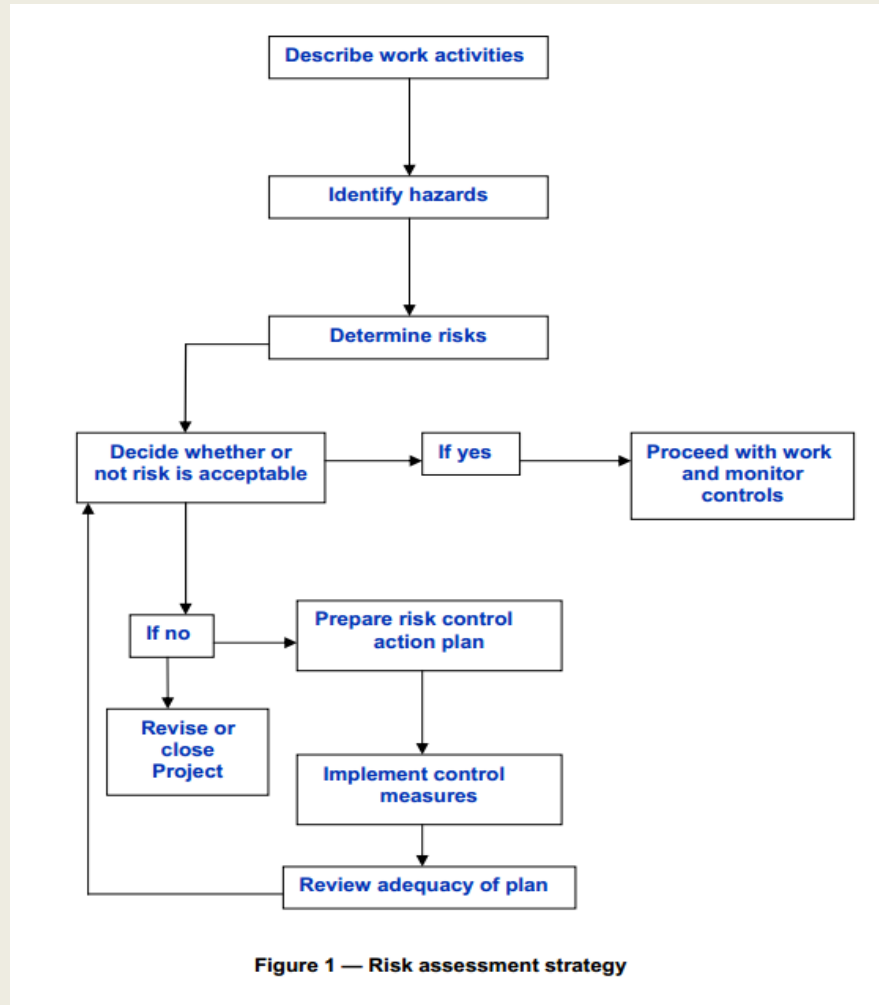 Describe work activities
Identify hazards
Determine risks
Decide whether or
not risk is acceptable
If yes
Proceed with work
and monitor
controls
If no
Prepare risk control
action plan
Revise or
close
Project
Implement control
measures
Review adequacy of plan
Figure 1 — Risk assessment strategy